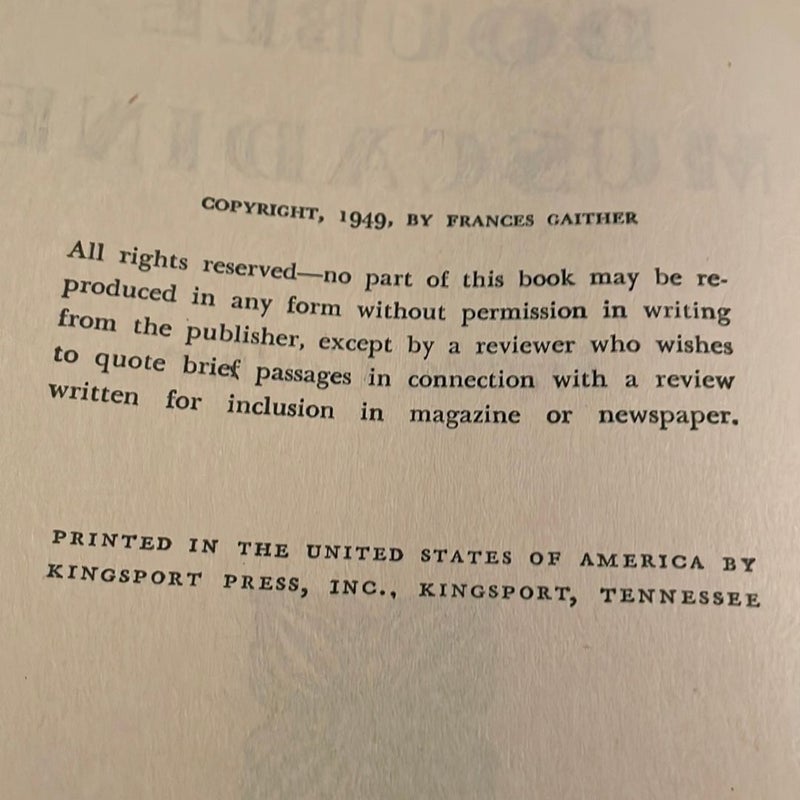 DOUBLE
MUSCADINE
COPYRIGHT, 1949, BY FRANCES GAITHER
All rights reserved—no part of this book may be re-
produced in any form without permission in writing
from the publisher, except by a reviewer who wishes
to quote brief passages in connection with a review
written for inclusion in magazine or newspaper.
PRINTED IN THE UNITED STATES OF AMERICA BY
KINGSPORT PRESS, INC., KINGSPORT, TENNESSEE